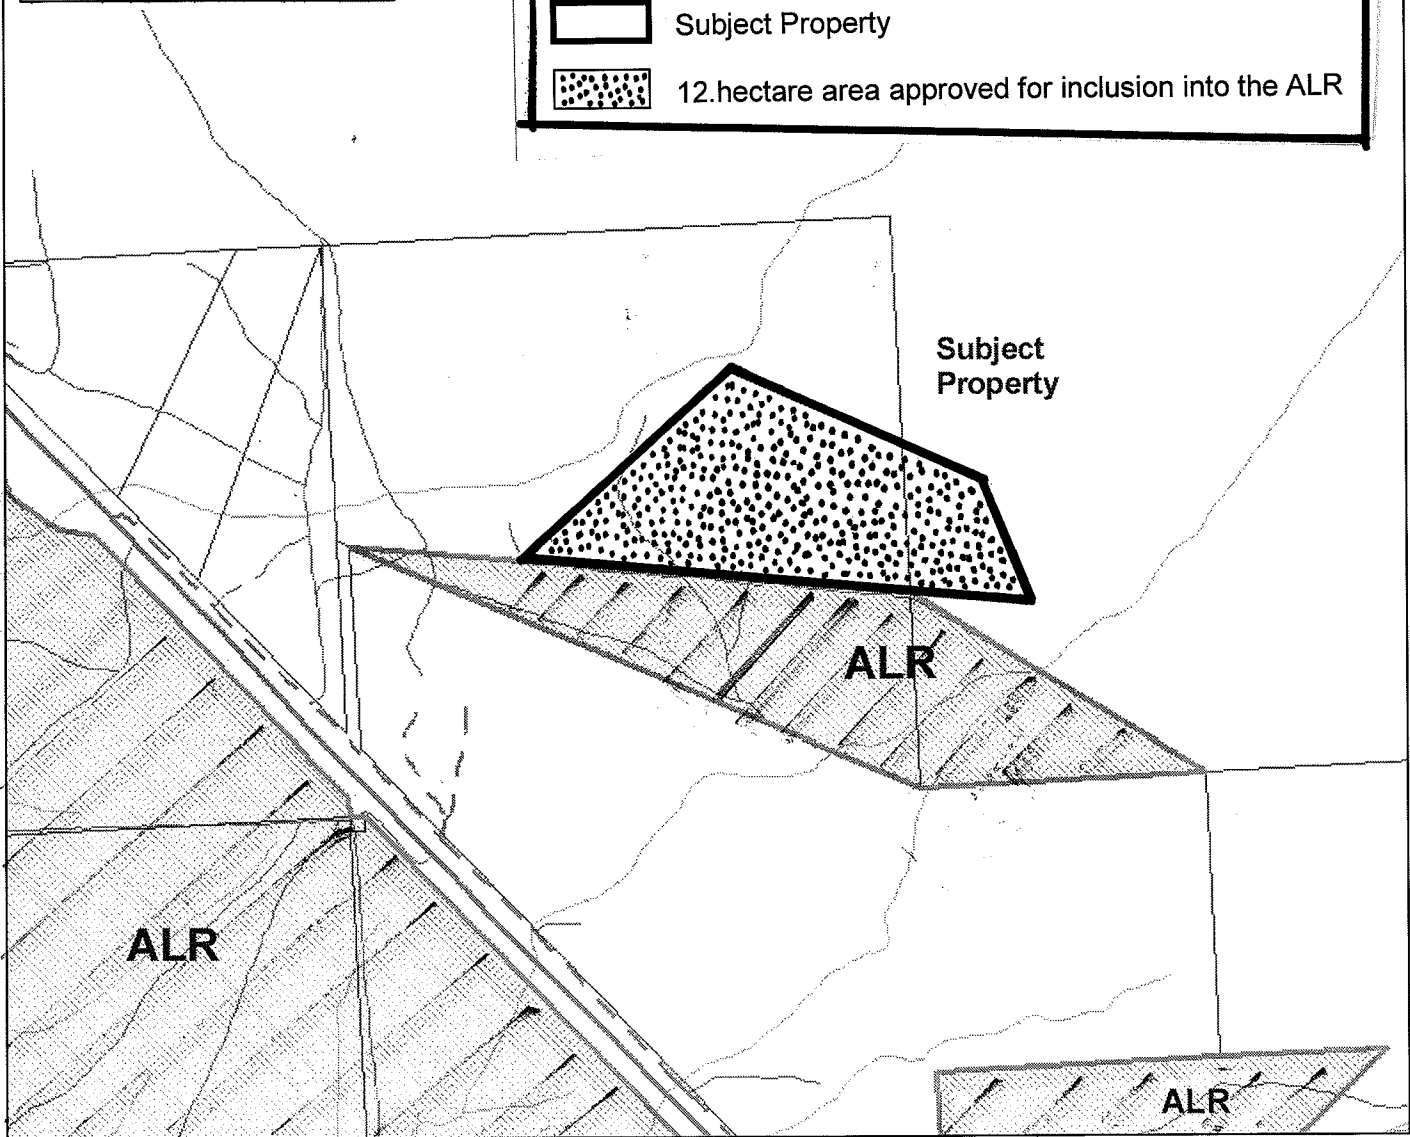 Subject Property
12.hectare area approved for inclusion into the ALR
Subject
Property
ALR
ALR
ALR